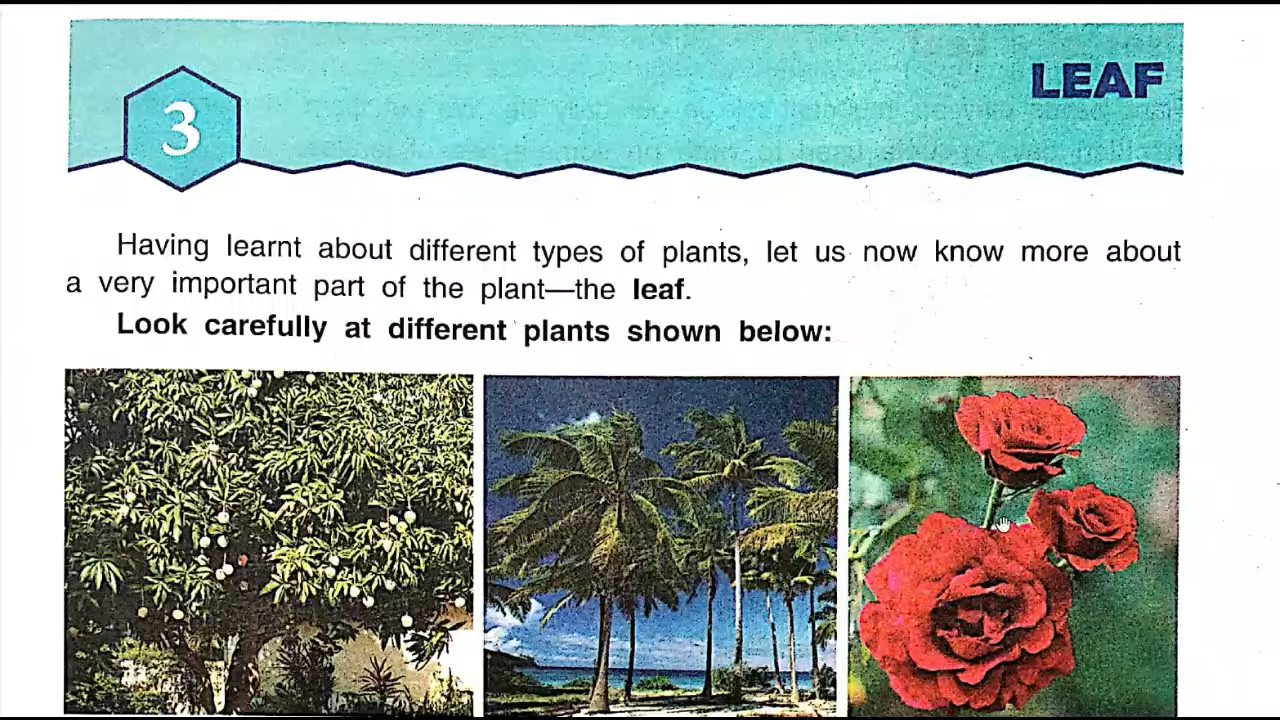 LEAF
3
Having learnt about different types of plants, let us now know more about
a very important part of the plant—the leaf.
Look carefully at different plants shown below: